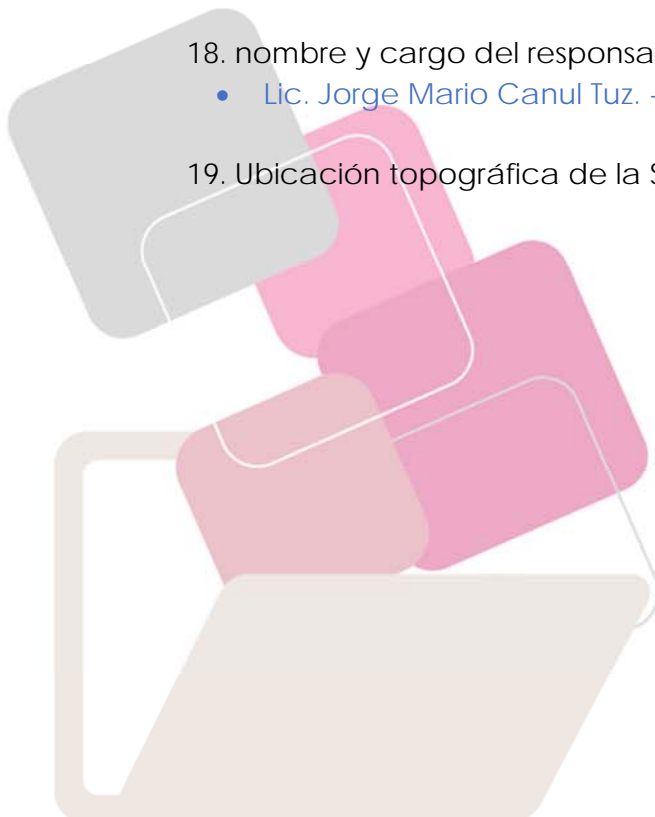 18. nombre y cargo del responsa
• Lic. Jorge Mario Canul Tuz. -
19. Ubicación topográfica de la S